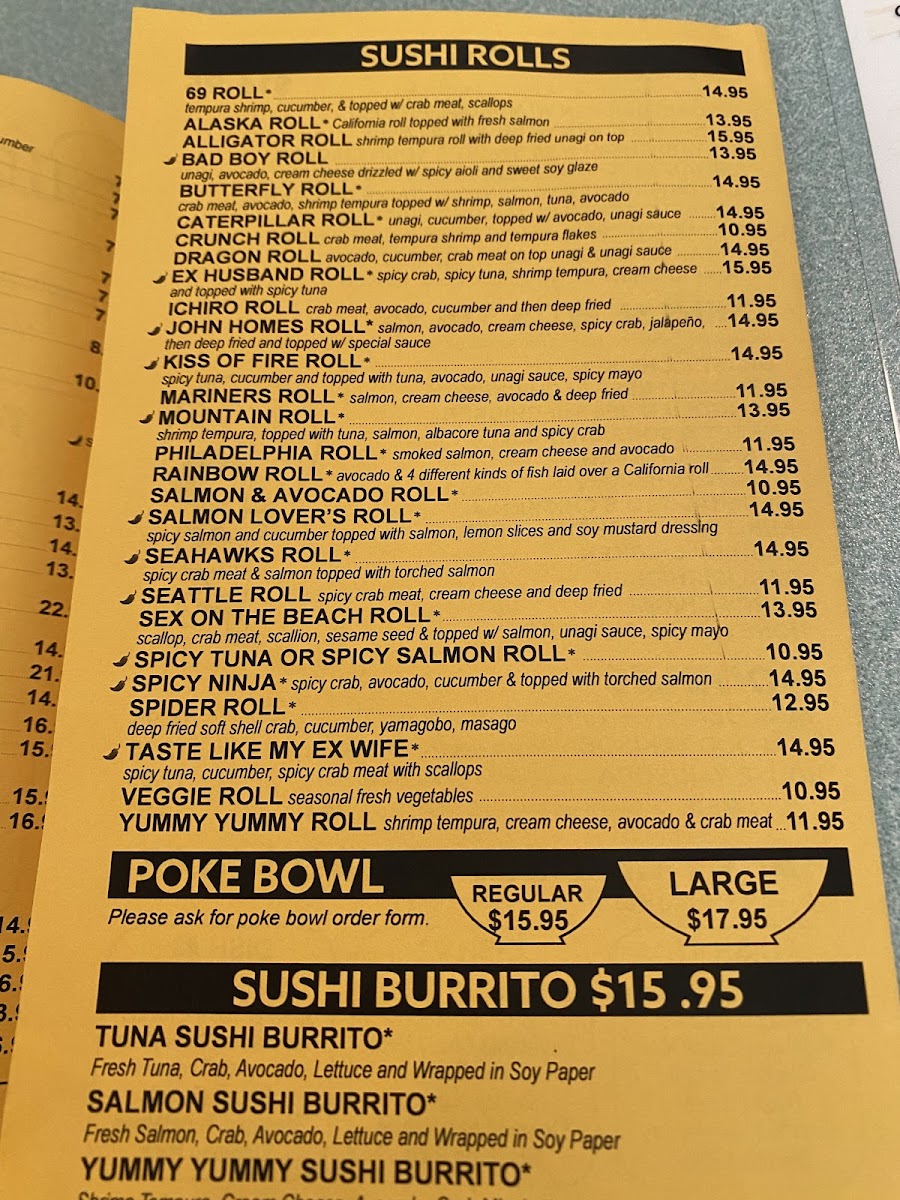 SUSHI ROLLS
69 ROLL* 14.95
tempura shrimp, cucumber, & topped w/ crab meat, scallops
ALASKA ROLL* California roll topped with fresh salmon 13.95
ALLIGATOR ROLL shrimp tempura roll with deep fried unagi on top 15.95
BAD BOY ROLL 13.95
unagi, avocado, cream cheese drizzled w/ spicy aioli and sweet soy glaze
BUTTERFLY ROLL* 14.95
crab meat, avocado, shrimp tempura topped w/ shrimp, salmon, tuna, avocado
CATERPILLAR ROLL* unagi, cucumber, topped w/ avocado, unagi sauce 14.95
CRUNCH ROLL crab meat, tempura shrimp and tempura flakes 10.95
DRAGON ROLL avocado, cucumber, crab meat on top unagi & unagi sauce 14.95
EX HUSBAND ROLL* spicy crab, spicy tuna, shrimp tempura, cream cheese 15.95
and topped with spicy tuna
ICHIRO ROLL crab meat, avocado, cucumber and then deep fried 11.95
JOHN HOMES ROLL* salmon, avocado, cream cheese, spicy crab, jalapeño, 14.95
then deep fried and topped w/ special sauce
KISS OF FIRE ROLL* 14.95
spicy tuna, cucumber and topped with tuna, avocado, unagi sauce, spicy mayo
MARINERS ROLL* salmon, cream cheese, avocado & deep fried 11.95
MOUNTAIN ROLL* 13.95
shrimp tempura, topped with tuna, salmon, albacore tuna and spicy crab
PHILADELPHIA ROLL* smoked salmon, cream cheese and avocado 11.95
RAINBOW ROLL* avocado & 4 different kinds of fish laid over a California roll 14.95
SALMON & AVOCADO ROLL* 10.95
SALMON LOVER'S ROLL* 14.95
spicy salmon and cucumber topped with salmon, lemon slices and soy mustard dressing
SEAHAWKS ROLL* 14.95
spicy crab meat & salmon topped with torched salmon
SEATTLE ROLL spicy crab meat, cream cheese and deep fried 11.95
SEX ON THE BEACH ROLL* 13.95
scallop, crab meat, scallion, sesame seed & topped w/ salmon, unagi sauce, spicy mayo
SPICY TUNA OR SPICY SALMON ROLL* 10.95
SPICY NINJA* spicy crab, avocado, cucumber & topped with torched salmon 14.95
SPIDER ROLL* 12.95
deep fried soft shell crab, cucumber, yamagobo, masago
TASTE LIKE MY EX WIFE* 14.95
spicy tuna, cucumber, spicy crab meat with scallops
VEGGIE ROLL seasonal fresh vegetables 10.95
YUMMY YUMMY ROLL shrimp tempura, cream cheese, avocado & crab meat 11.95
POKE BOWL
Please ask for poke bowl order form.
REGULAR
$15.95
LARGE
$17.95
SUSHI BURRITO $15 .95
TUNA SUSHI BURRITO*
Fresh Tuna, Crab, Avocado, Lettuce and Wrapped in Soy Paper
SALMON SUSHI BURRITO*
Fresh Salmon, Crab, Avocado, Lettuce and Wrapped in Soy Paper
YUMMY YUMMY SUSHI BURRITO*